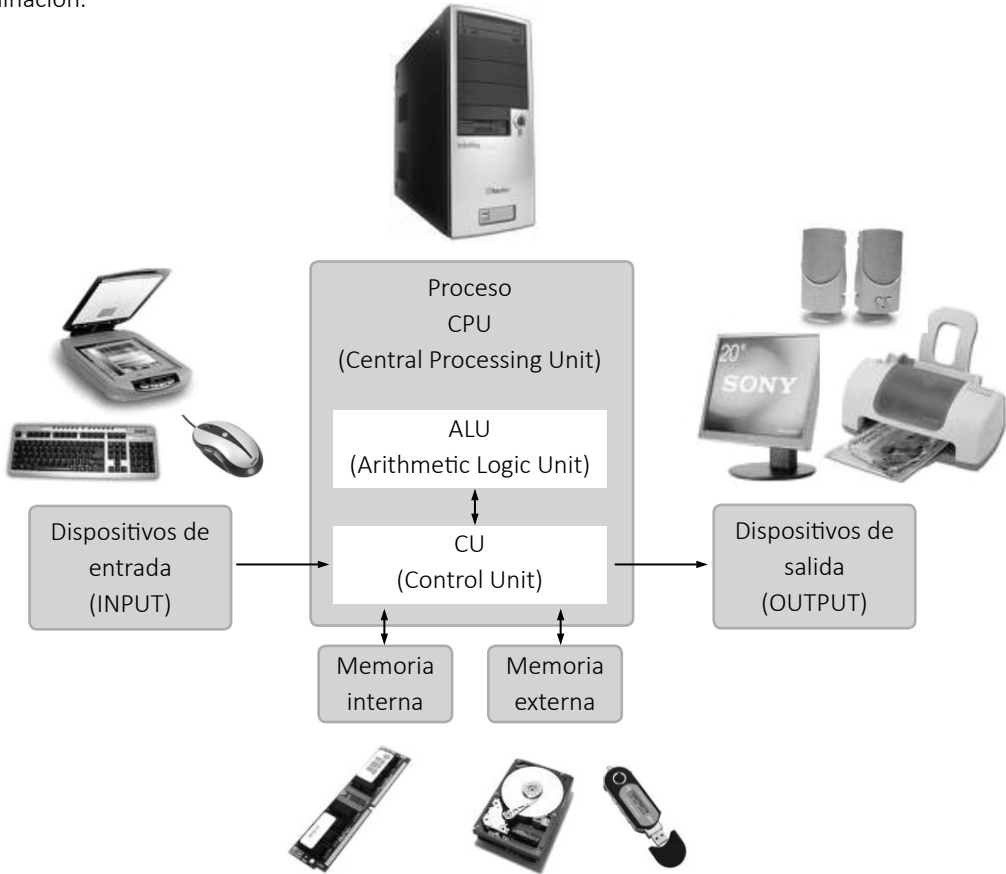 Proceso
CPU
(Central Processing Unit)
20"
SONY
ALU
(Arithmetic Logic Unit)
Dispositivos de
entrada
(INPUT)
CU
(Control Unit)
Dispositivos de
salida
(OUTPUT)
Memoria
interna
Memoria
externa